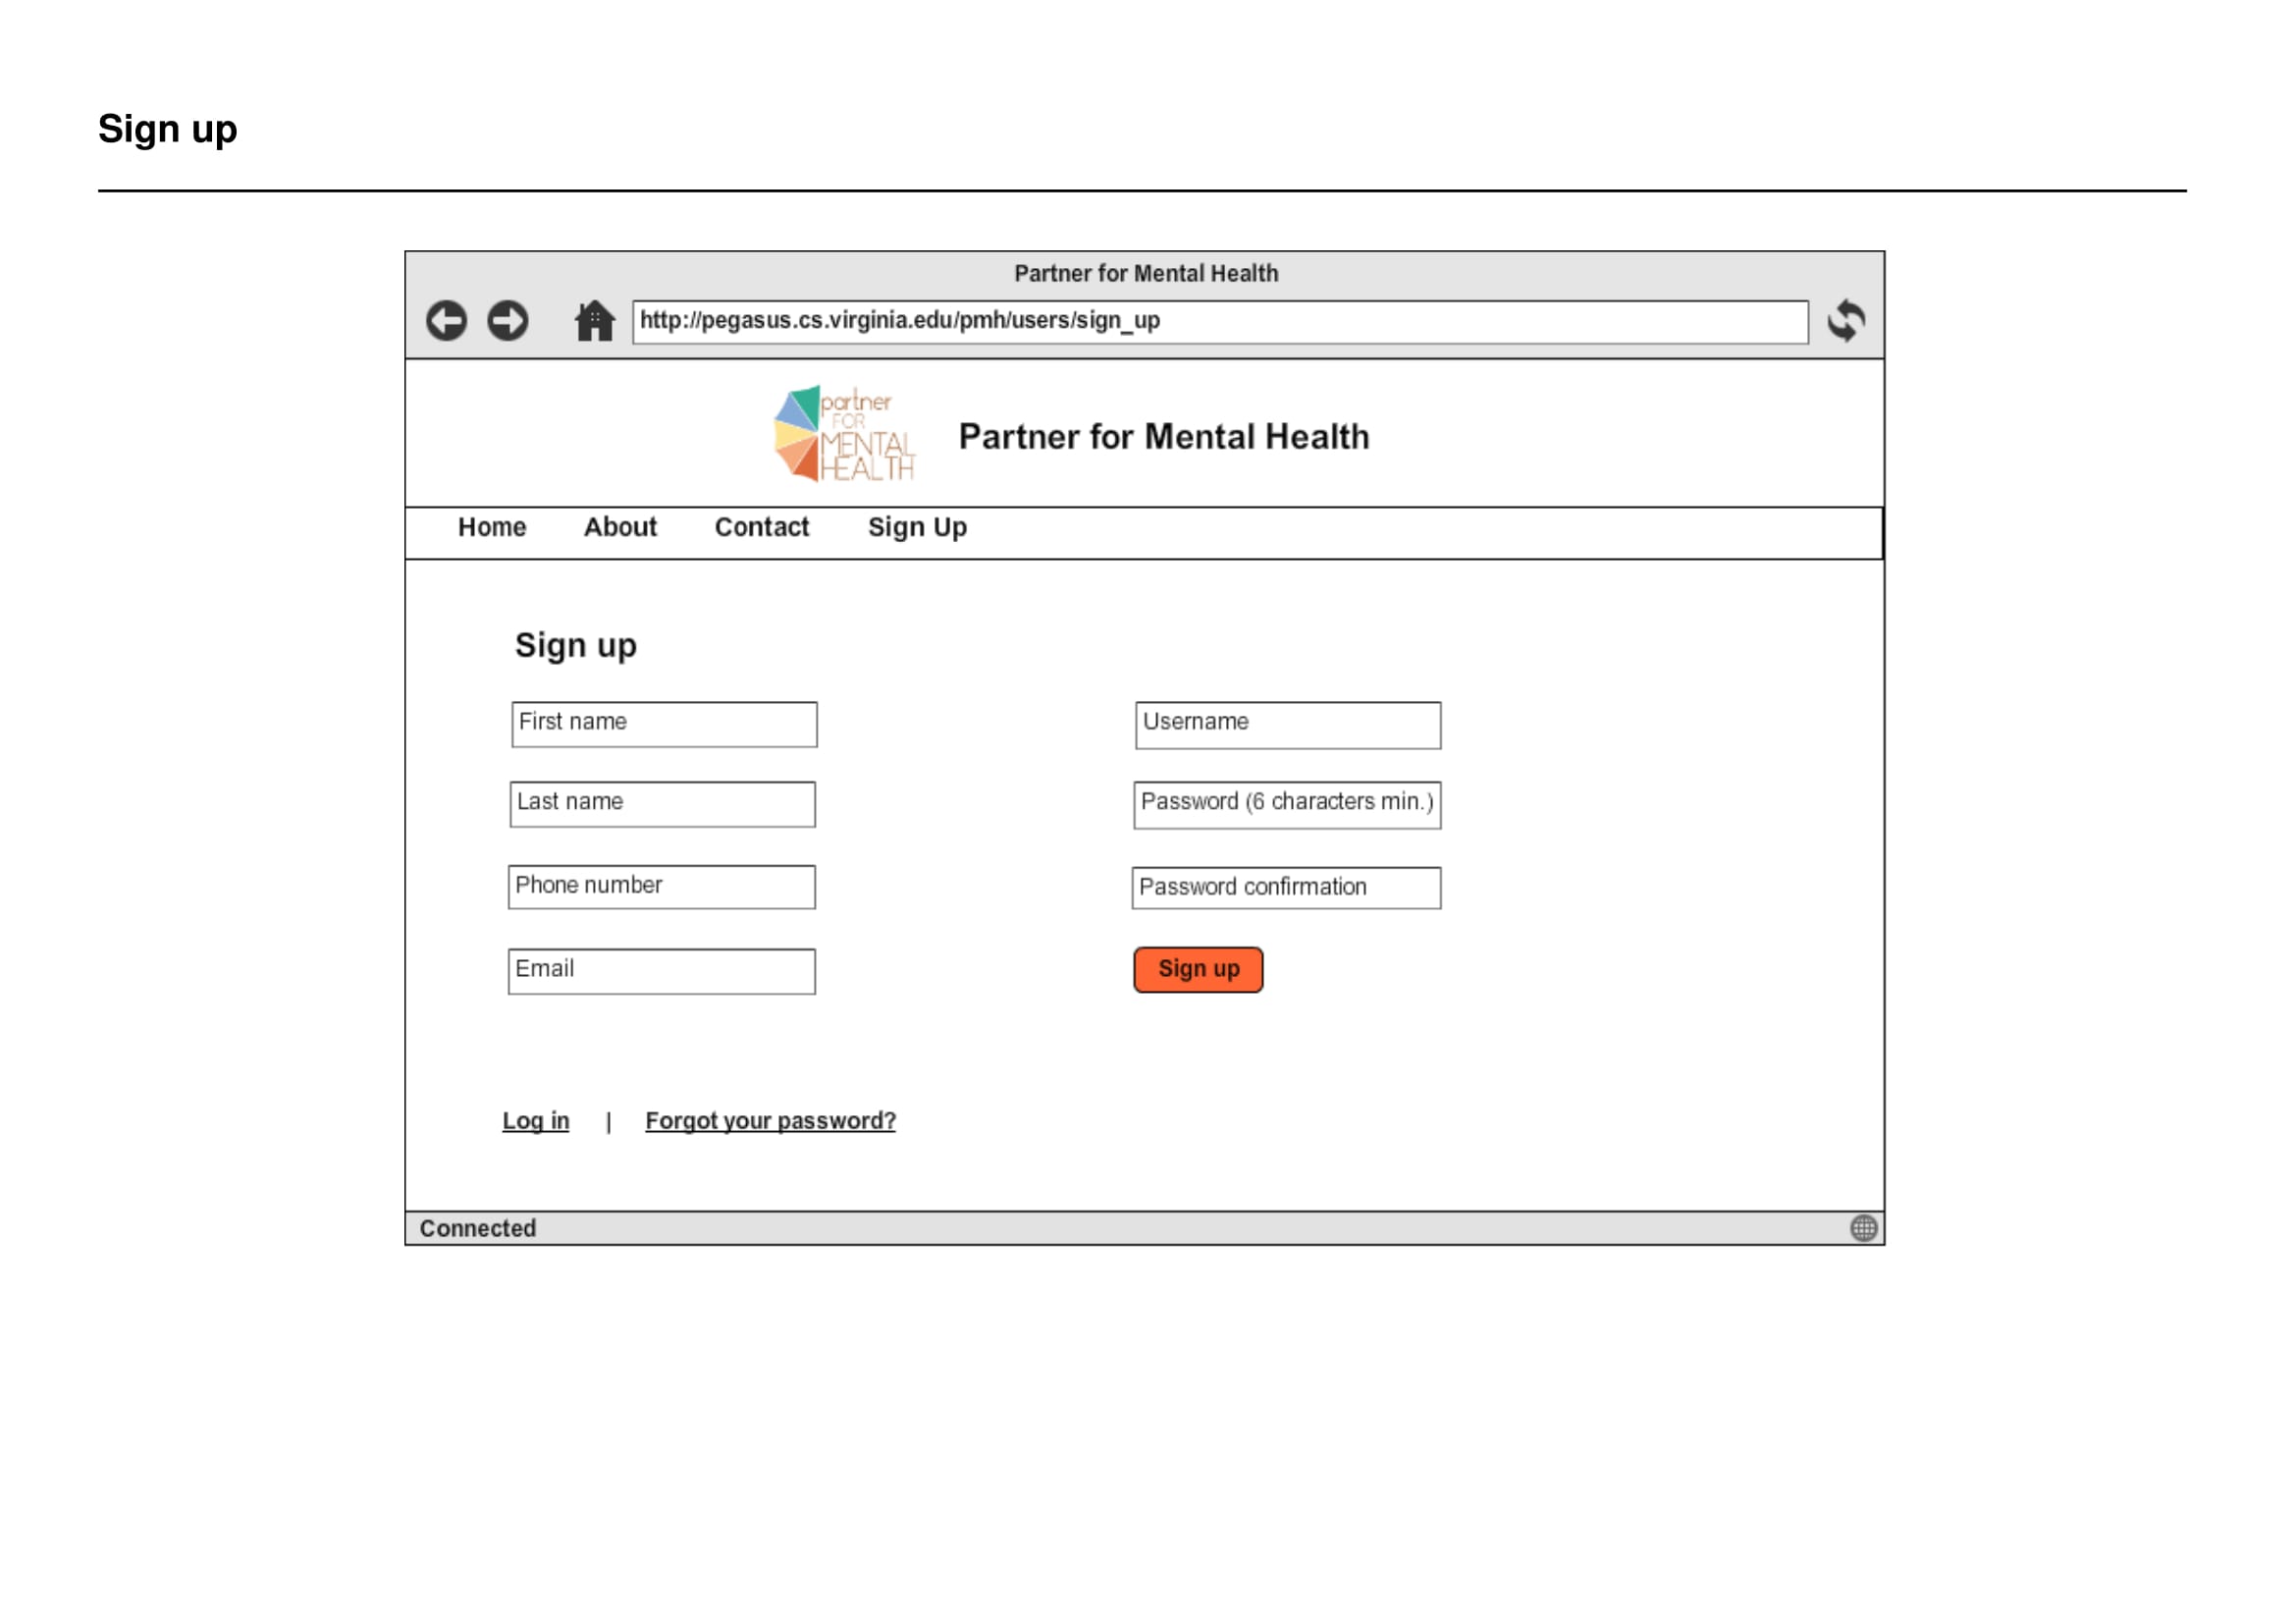 Sign up
Partner for Mental Health
http://pegasus.cs.virginia.edu/pmh/users/sign_up
partner
FOR
MENTAL
HEALTH
Partner for Mental Health
Home About Contact Sign Up
Sign up
First name Username
Last name Password (6 characters min.)
Phone number Password confirmation
Email Sign up
Log in | Forgot your password?
Connected